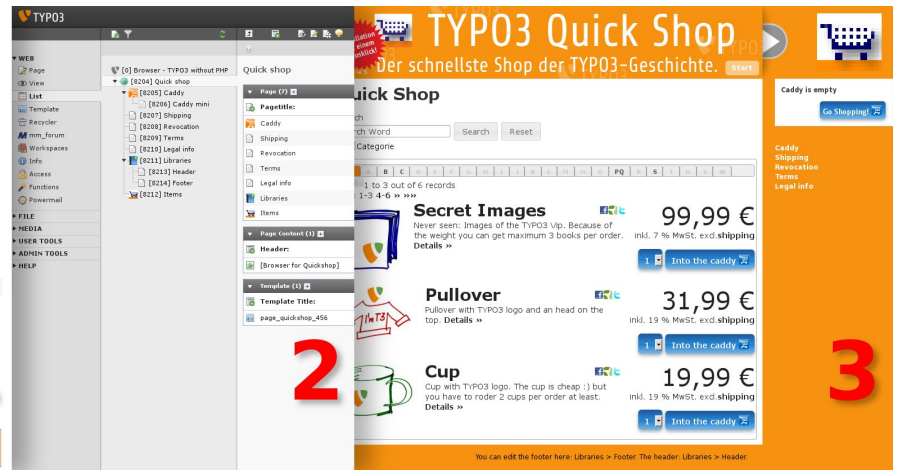 TYPO3
WEB
Page
View
List
Template
Recycler
mm_forum
Workspaces
Info
Access
Functions
Powermail
FILE
MEDIA
USER TOOLS
ADMIN TOOLS
HELP
[0] Browser - TYPO3 without PHP
[8204] Quick shop
[8205] Caddy
[8206] Caddy mini
[8207] Shipping
[8208] Revocation
[8209] Terms
[8210] Legal info
[8211] Libraries
[8213] Header
[8214] Footer
[8212] Items
Quick shop
Page (7)
Pagetitle:
Caddy
Shipping
Revocation
Terms
Legal info
Libraries
Items
Page Content (1)
Header:
[Browser for Quickshop]
Template (1)
Template Title:
page_quickshop_456
2
TYPO3 Quick Shop
Der schnellste Shop der TYPO3-Geschichte.
Start
uick Shop
ch
rch Word
Search
Reset
Categorie
A B C D E F G H I J K L M N O PQ R S T U V W
1 to 3 out of 6 records
1-3 4-6 » »»
Secret Images
Never seen: Images of the TYPO3 \/ip. Because of
the weight you can get maximum 3 books per order.
Details »
99,99 €
inkl. 7 % MwSt. exd.shipping
1 Into the caddy
Pullover
Pullover with TYPO3 logo and an head on the
top. Details »
I'm T3
31,99 €
inkl. 19 % MwSt. exd.shipping
1 Into the caddy
Cup
Cup with TYPO3 logo. The cup is cheap :) but
you have to roder 2 cups per order at least.
Details »
19,99 €
inkl. 19 % MwSt. exd.shipping
1 Into the caddy
You can edit the footer here: Libraries > Footer. The header: Libraries > Header.
Caddy is empty
Go Shopping!
Caddy
Shipping
Revocation
Terms
Legal info
3